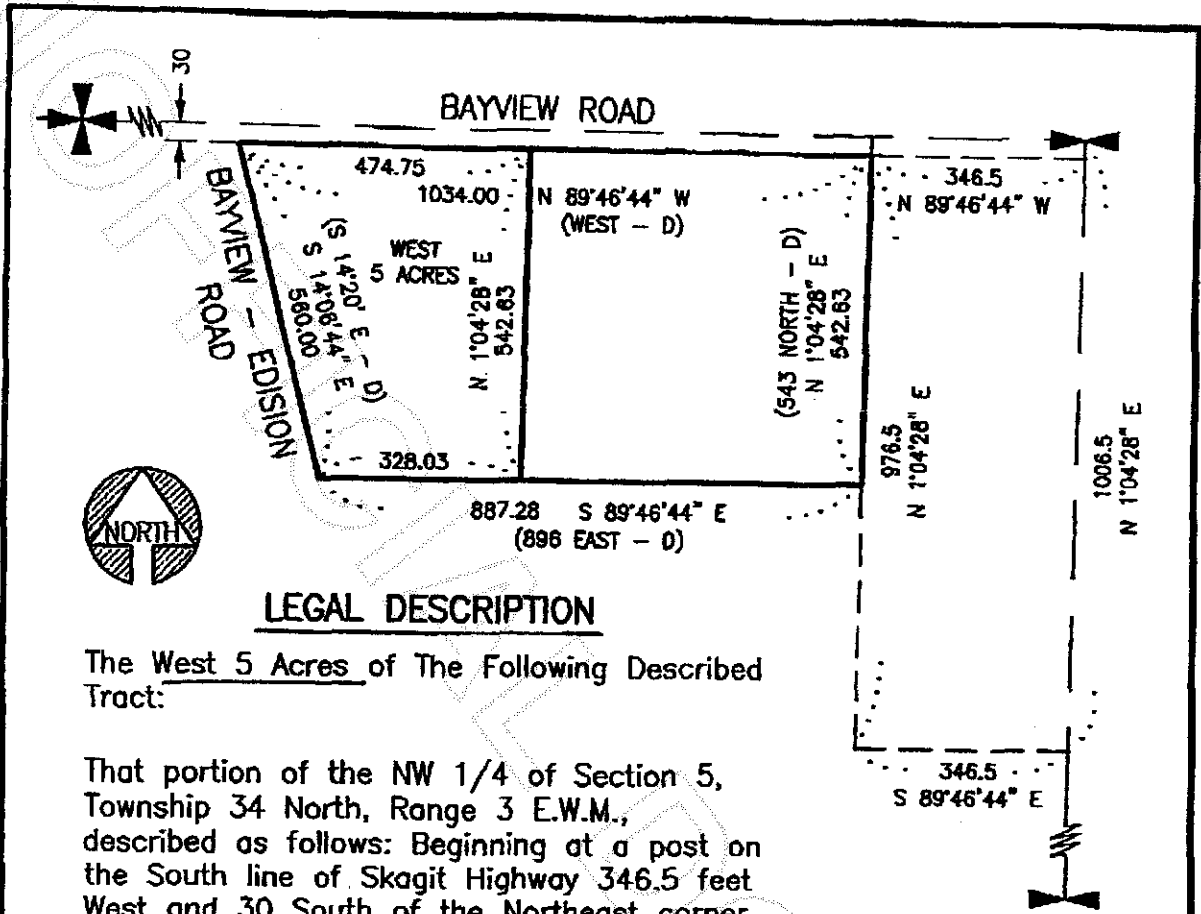 30
BAYVIEW ROAD
474.75
1034.00
N 89°46'44" W
(WEST - D)
346.5
N 89°46'44" W
BAYVIEW - EDISION
ROAD
(S 14°20' E - D)
S 14°08'44" E
560.00
WEST
5 ACRES
N 1°04'28" E
542.63
(543 NORTH - D)
N 1°04'28" E
542.63
976.5
N 1°04'28" E
1006.5
N 1°04'28" E
328.03
887.28 S 89°46'44" E
(896 EAST - D)
NORTH
LEGAL DESCRIPTION
The West 5 Acres of The Following Described
Tract:
346.5
S 89°46'44" E
That portion of the NW 1/4 of Section 5,
Township 34 North, Range 3 E.W.M.,
described as follows: Beginning at a post on
the South line of Skagit Highway 346.5 feet
West and 30 South of the Northeast corner